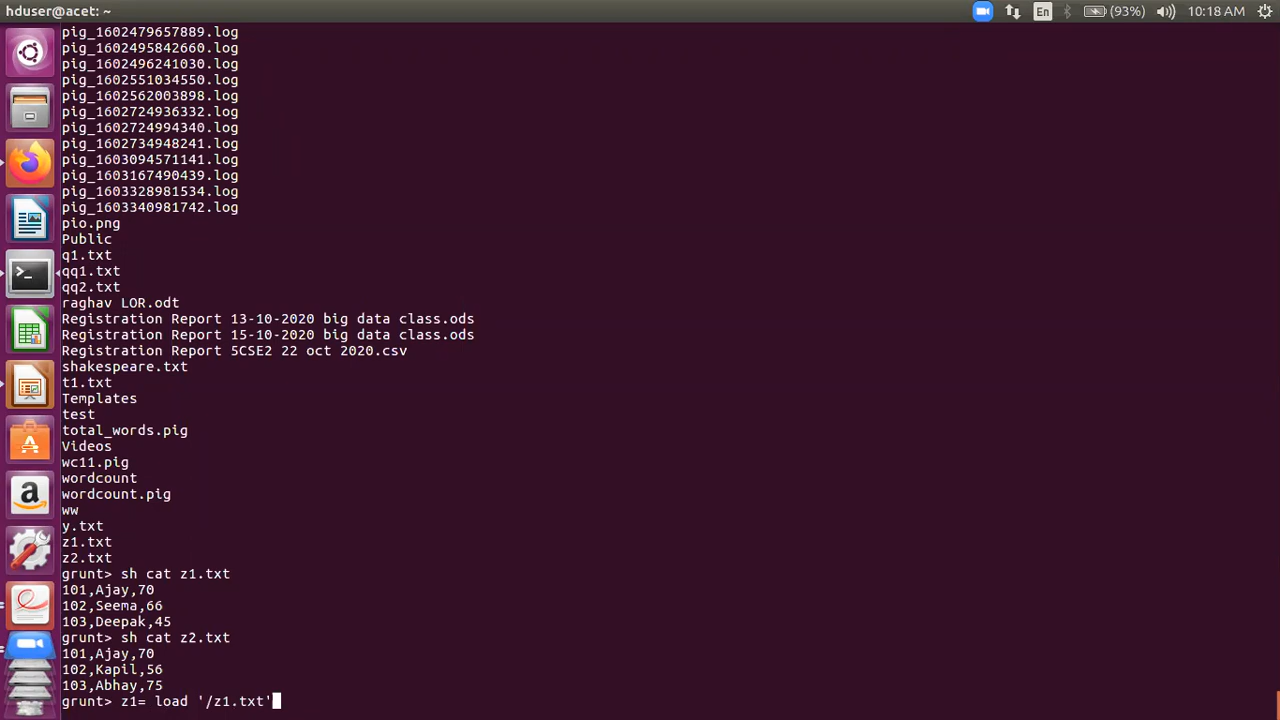 hduser@acet: ~
En
(93%)
10:18 AM
pig_1602479657889.log
pig_1602495842660.log
pig_1602496241030.log
pig_1602551034550.log
pig_1602562003898.log
pig_1602724936332.log
pig_1602724994340.log
pig_1602734948241.log
pig_1603094571141.log
pig_1603167490439.log
pig_1603328981534.log
pig_1603340981742.log
pio.png
Public
q1.txt
qq1.txt
qq2.txt
raghav LOR.odt
Registration Report 13-10-2020 big data class.ods
Registration Report 15-10-2020 big data class.ods
Registration Report 5CSE2 22 oct 2020.csv
shakespeare.txt
t1.txt
Templates
test
total_words.pig
Videos
wc11.pig
wordcount
wordcount.pig
ww
y.txt
z1.txt
z2.txt
grunt> sh cat z1.txt
101,Ajay,70
102,Seema,66
103,Deepak,45
grunt> sh cat z2.txt
101,Ajay,70
102,Kapil,56
103,Abhay,75
grunt> z1= load '/z1.txt'